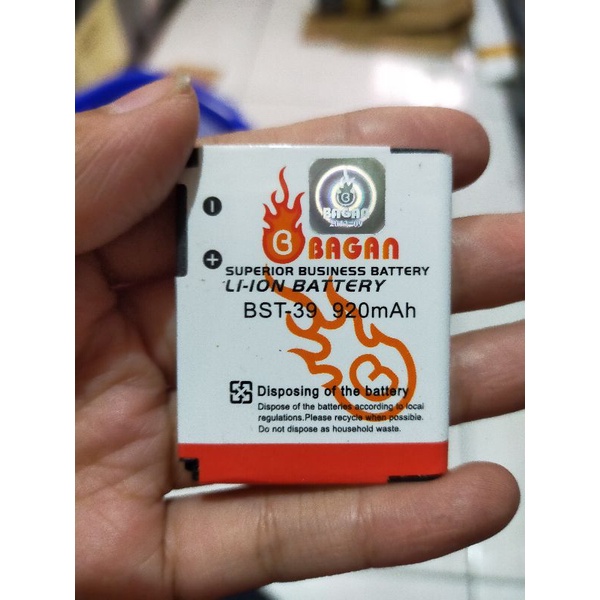 BAGAN
BAGAN
SUPERIOR BUSINESS BATTERY
LI-ION BATTERY
BST-39 920mAh
Disposing of the battery
Dispose of the batteries according to local
regulations.Please recycle when possible.
Do not dispose as household waste.